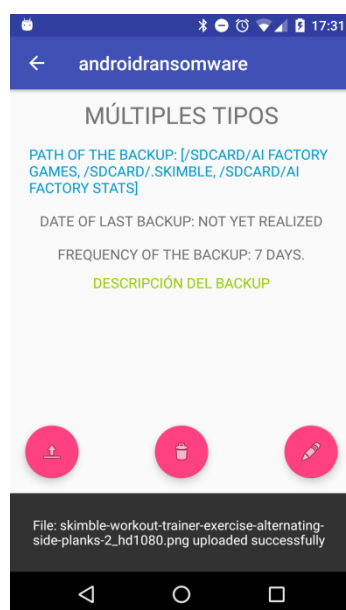 17:31
androidransomware
MÚLTIPLES TIPOS
PATH OF THE BACKUP: [/SDCARD/AI FACTORY
GAMES, /SDCARD/.SKIMBLE, /SDCARD/AI
FACTORY STATS]
DATE OF LAST BACKUP: NOT YET REALIZED
FREQUENCY OF THE BACKUP: 7 DAYS.
DESCRIPCIÓN DEL BACKUP
File: skimble-workout-trainer-exercise-alternating-
side-planks-2_hd1080.png uploaded successfully